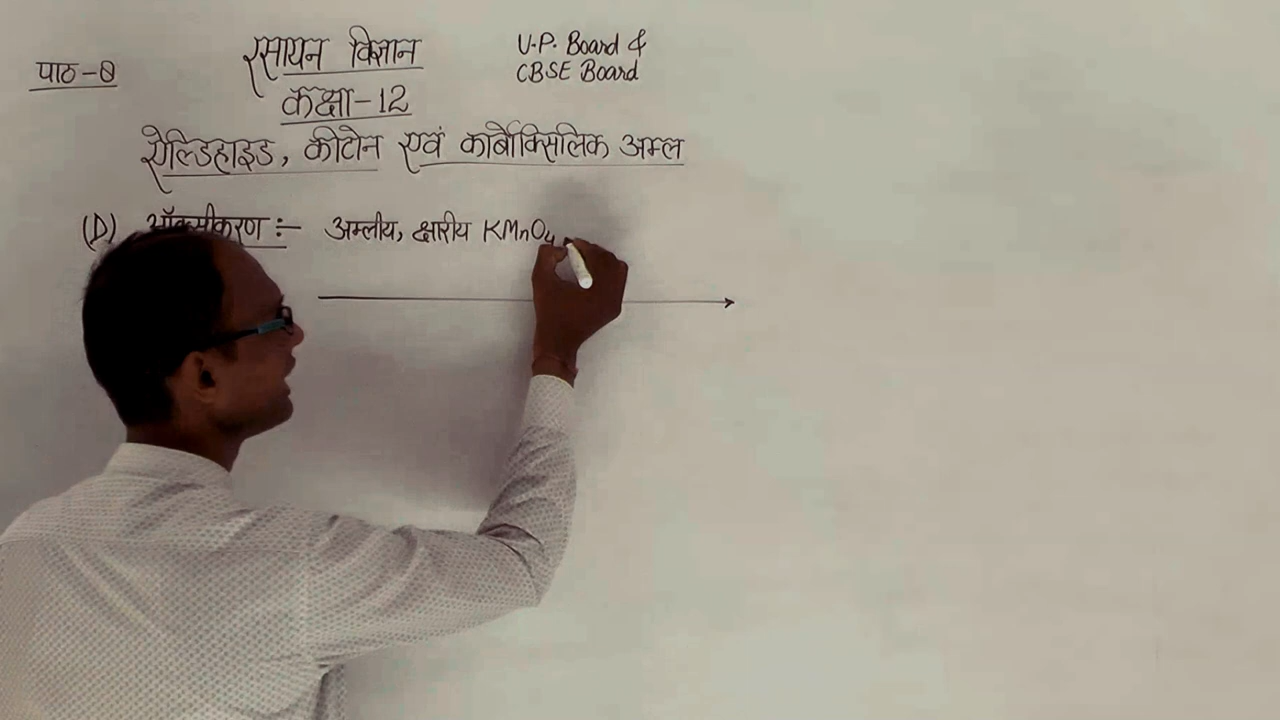 रसायन विज्ञान
U.P. Board &
CBSE Board
पाठ-8
कक्षा-12
ऐल्डिहाइड, कीटोन एवं कार्बोक्सिलिक अम्ल
(D) ऑक्सीकरण :- अम्लीय, क्षारीय KMnO4